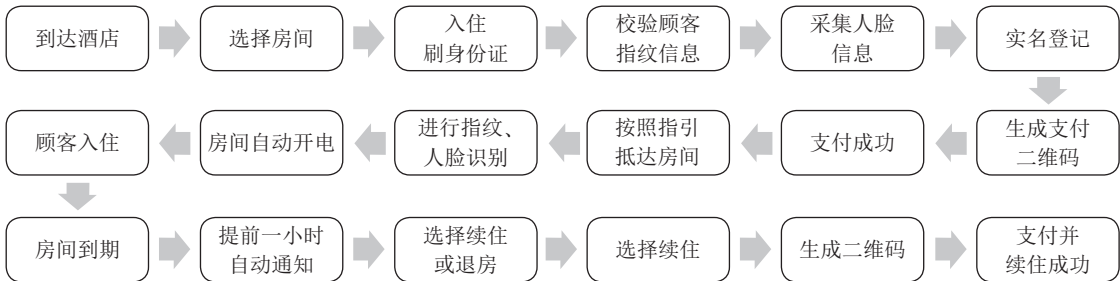 到达酒店
选择房间
入住
刷身份证
校验顾客
指纹信息
采集人脸
信息
实名登记
生成支付
二维码
支付成功
按照指引
抵达房间
进行指纹、
人脸识别
房间自动开电
顾客入住
房间到期
提前一小时
自动通知
选择续住
或退房
选择续住
生成二维码
支付并
续住成功